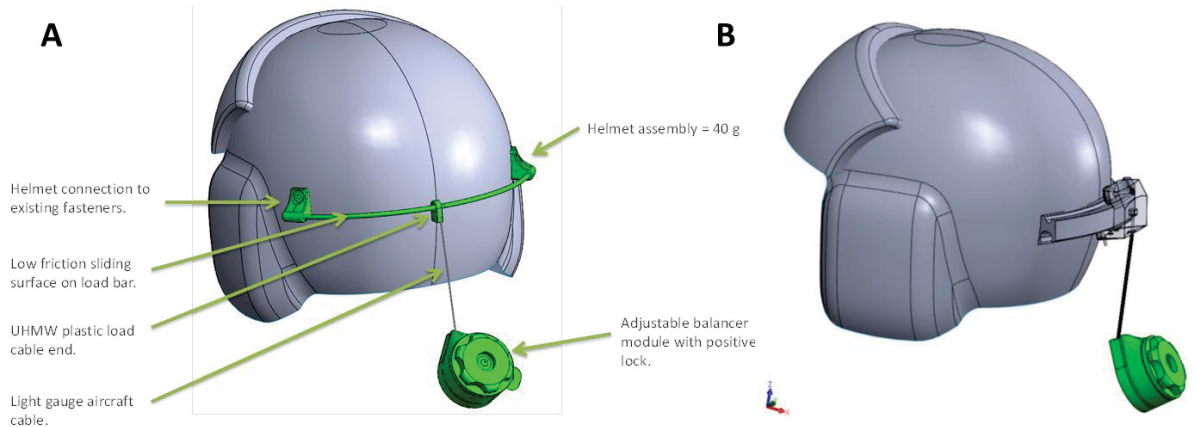 A
B
Helmet assembly = 40 g
Helmet connection to
existing fasteners.
Low friction sliding
surface on load bar.
UHMW plastic load
cable end.
Adjustable balancer
module with positive
lock.
Light gauge aircraft
cable.